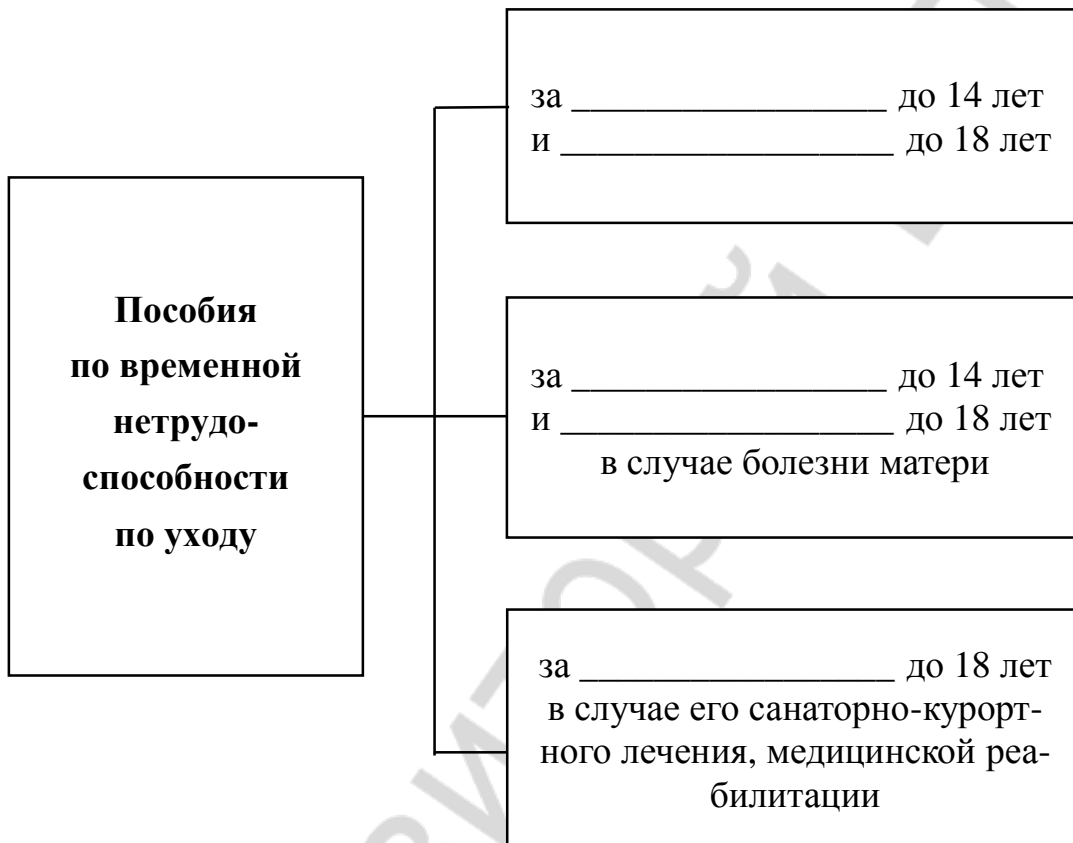 Пособия
по временной
нетрудо-
способности
по уходу
за _________________ до 14 лет
и __________________ до 18 лет
за _________________ до 14 лет
и __________________ до 18 лет
в случае болезни матери
за _________________ до 18 лет
в случае его санаторно-курорт-
ного лечения, медицинской реа-
билитации